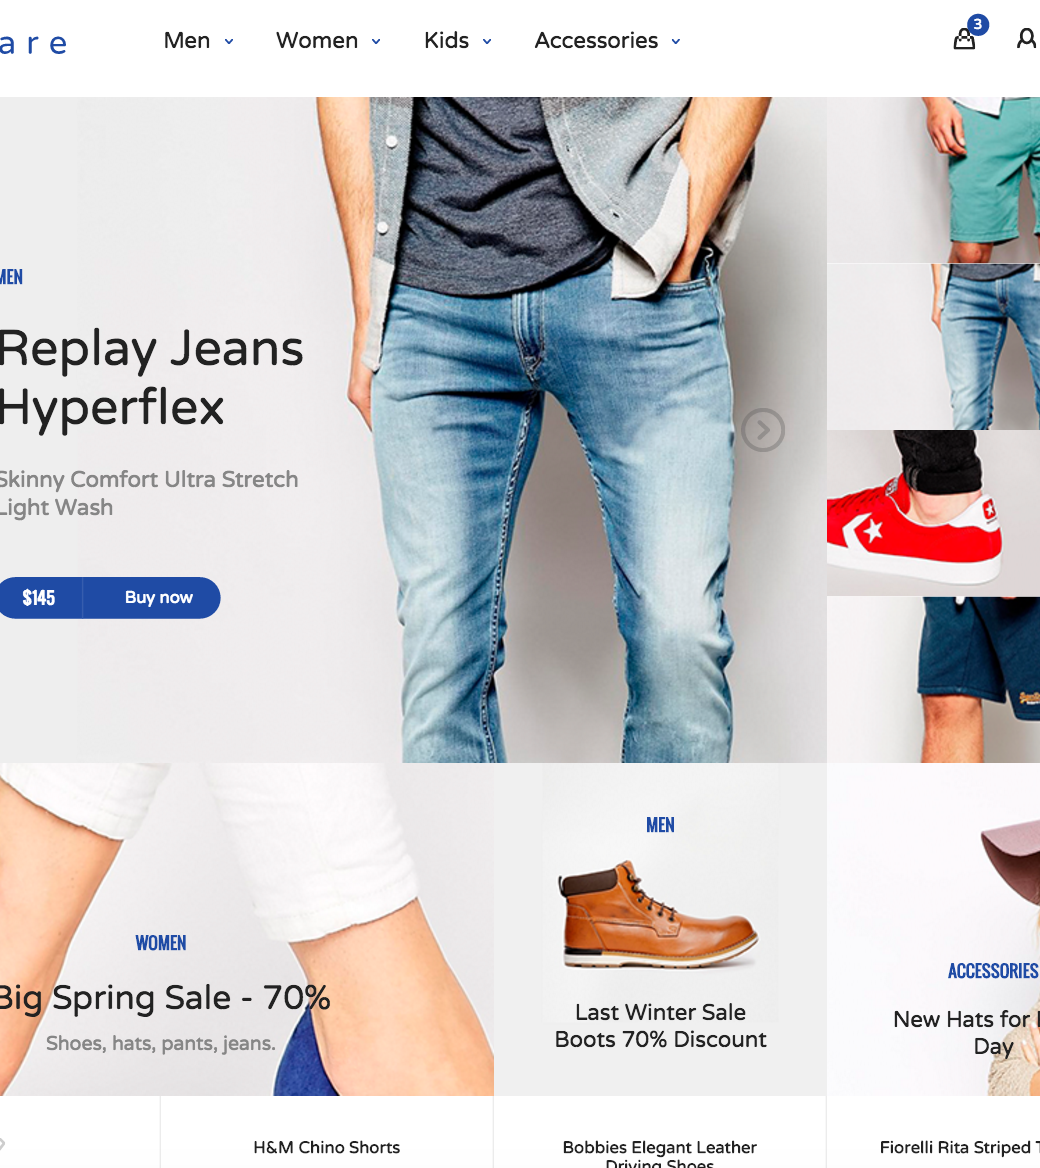 are
Men
Women
Kids
Accessories
3
MEN
Replay Jeans
Hyperflex
Skinny Comfort Ultra Stretch
Light Wash
$145
Buy now
WOMEN
Big Spring Sale - 70%
Shoes, hats, pants, jeans.
MEN
Last Winter Sale
Boots 70% Discount
ACCESSORIES
New Hats for
Day
H&M Chino Shorts
Bobbies Elegant Leather
Driving Shoes
Fiorelli Rita Striped